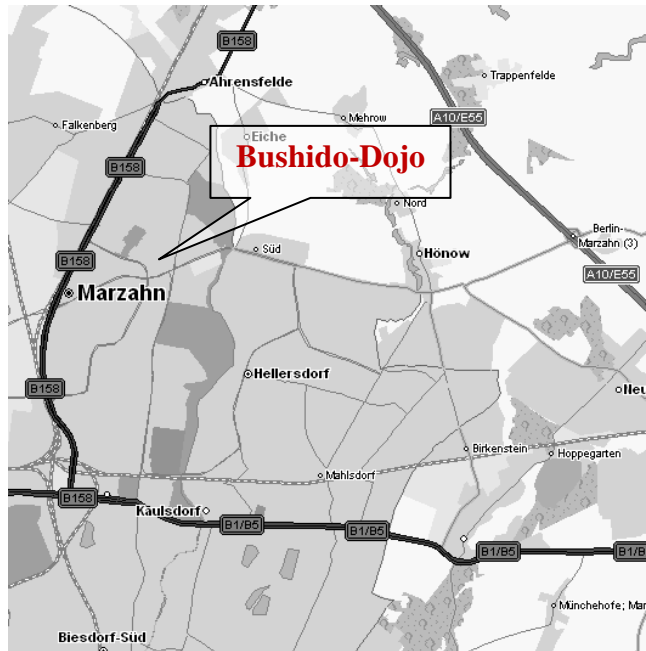 B158
Ahrensfelde
Trappenfelde
A10/E55
Mehrow
Falkenberg
Eiche
Bushido-Dojo
B158
Nord
Berlin-
Marzahn (3)
Süd
Hönow
B158
A10/E55
Marzahn
Hellersdorf
B158
Neu
Birkenstein
Hoppegarten
Mahlsdorf
B158
Kaulsdorf
B1/B5
B1/B5
B1/B5
B1/B
Münchehofe; Mar
Biesdorf-Süd